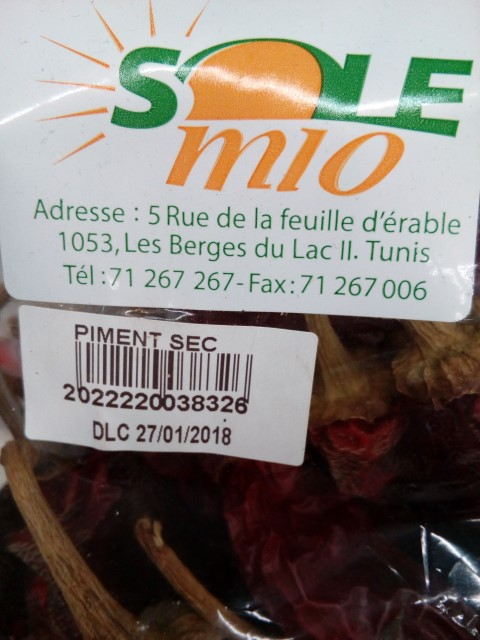 SOLE
mio
Adresse : 5 Rue de la feuille d'érable
1053, Les Berges du Lac II. Tunis
Tél : 71 267 267 - Fax : 71 267 006
PIMENT SEC
2022220038326
DLC 27/01/2018